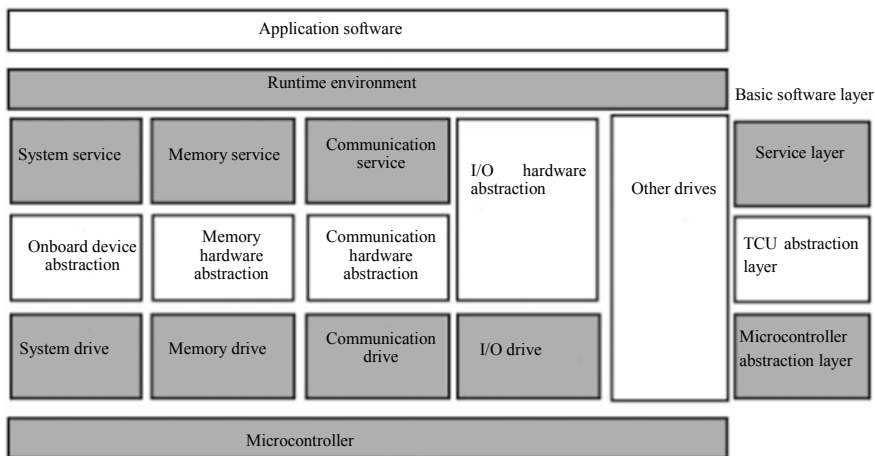 Application software
Runtime environment
Basic software layer
System service
Memory service
Communication
service
I/O hardware
abstraction
Other drives
Service layer
Onboard device
abstraction
Memory
hardware
abstraction
Communication
hardware
abstraction
TCU abstraction
layer
System drive
Memory drive
Communication
drive
I/O drive
Microcontroller
abstraction layer
Microcontroller